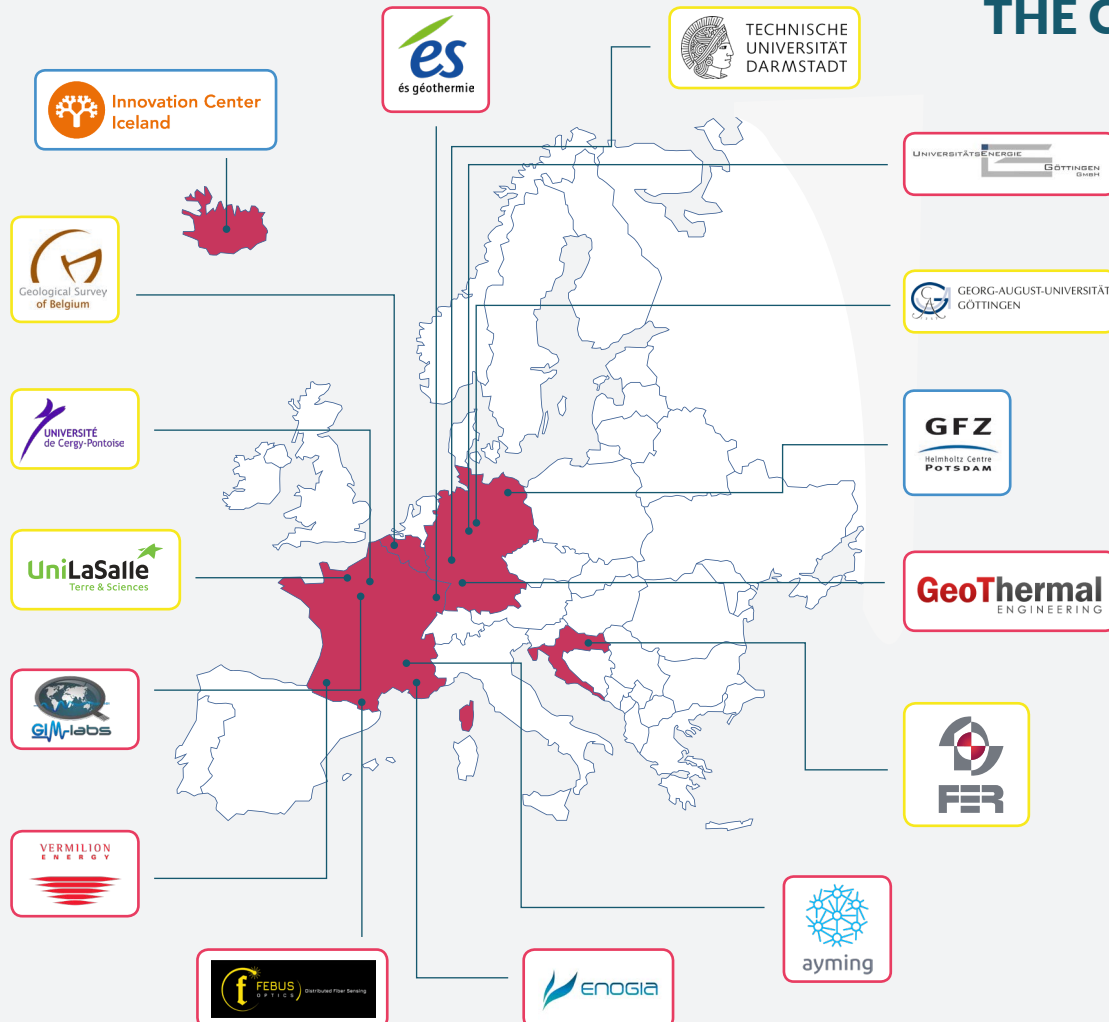 THE C
és
és géothermie
TECHNISCHE
UNIVERSITÄT
DARMSTADT
Innovation Center
Iceland
UNIVERSITÄTSENERGIE
GÖTTINGEN
GMBH
Geological Survey
of Belgium
GEORG-AUGUST-UNIVERSITÄT
GÖTTINGEN
UNIVERSITÉ
de Cergy-Pontoise
GFZ
Helmholtz Centre
POTSDAM
UniLaSalle
Terre & Sciences
GeoThermal
ENGINEERING
GIM-labs
FER
VERMILION
ENERGY
ayming
f FEBUS
OPTICS
Distributed Fiber Sensing
ENOGIA